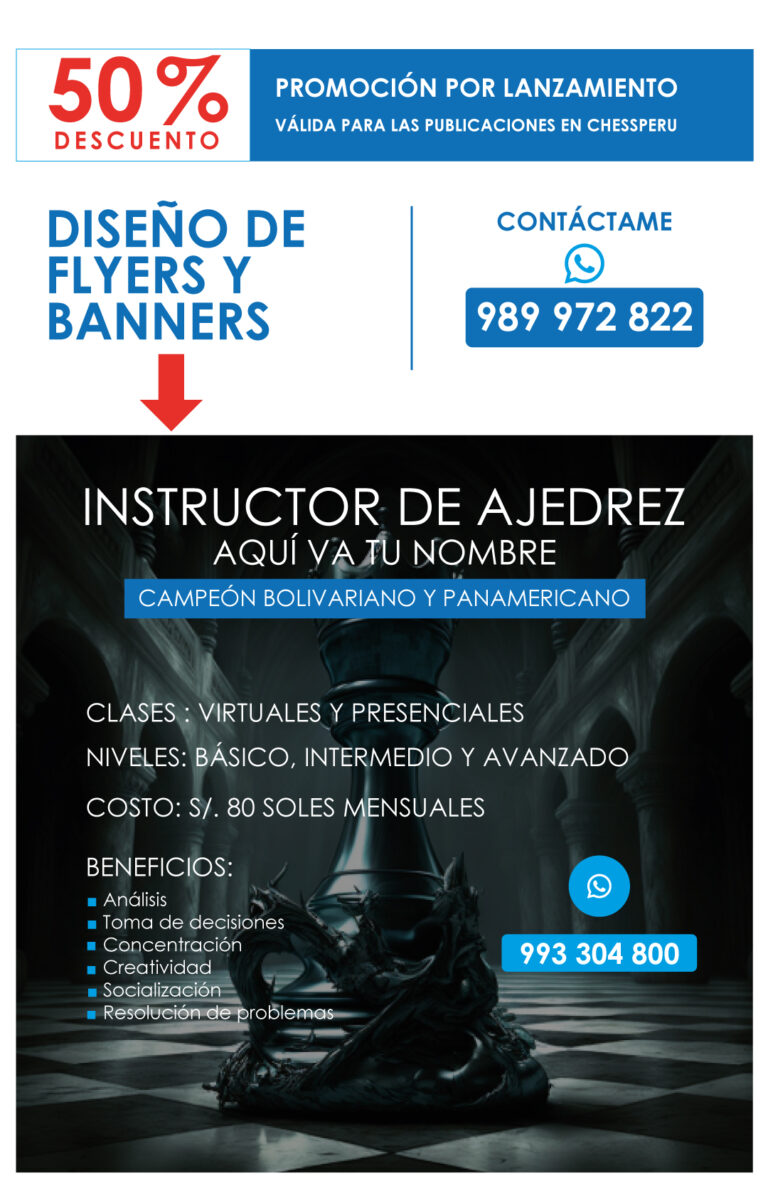 50%
DESCUENTO
PROMOCIÓN POR LANZAMIENTO
VÁLIDA PARA LAS PUBLICACIONES EN CHESSPERU
DISEÑO DE
FLYERS Y
BANNERS
CONTÁCTAME
989 972 822
INSTRUCTOR DE AJEDREZ
AQUÍ VA TU NOMBRE
CAMPEÓN BOLIVARIANO Y PANAMERICANO
CLASES : VIRTUALES Y PRESENCIALES
NIVELES: BÁSICO, INTERMEDIO Y AVANZADO
COSTO: S/. 80 SOLES MENSUALES
BENEFICIOS:
Análisis
Toma de decisiones
Concentración
Creatividad
Socialización
Resolución de problemas
993 304 800